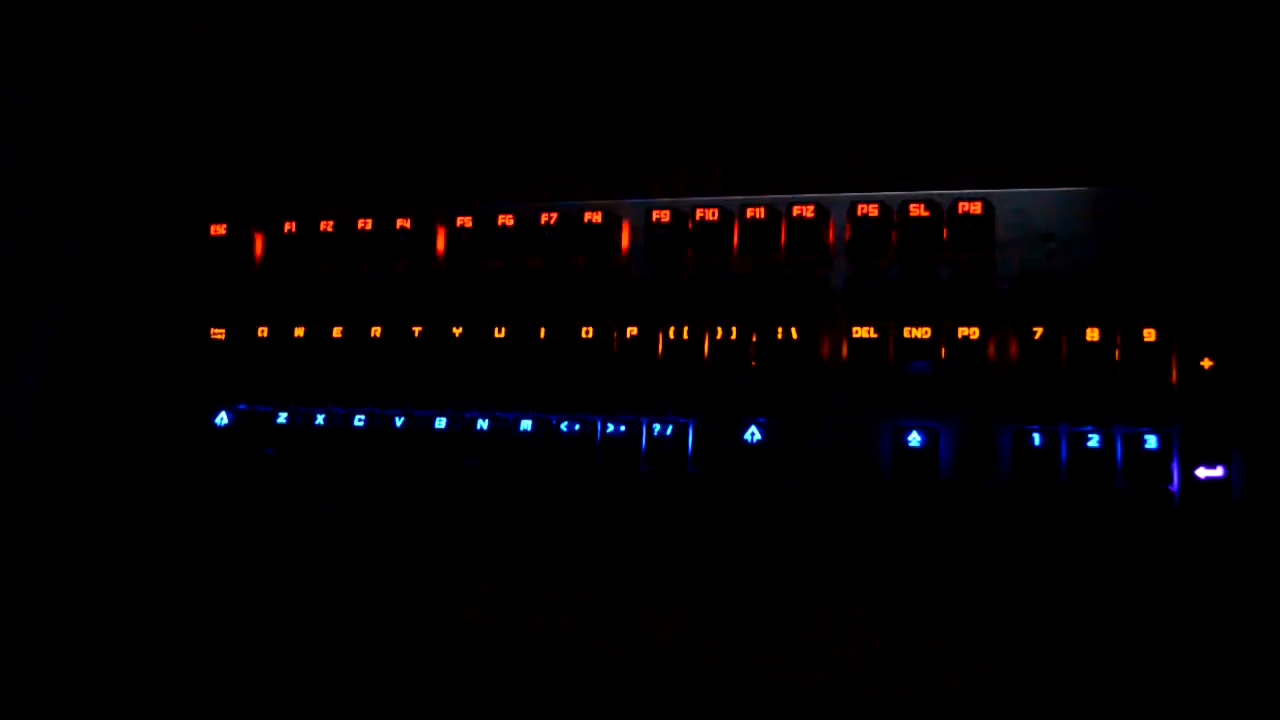 ESC F1 F2 F3 F4 F5 F6 F7 F8 F9 F10 F11 F12 PS SL PB
Q W E R T Y U I O P { [ } ] | \ DEL END PD 7 8 9 +
Z X C V B N M < , > . ? / 1 2 3